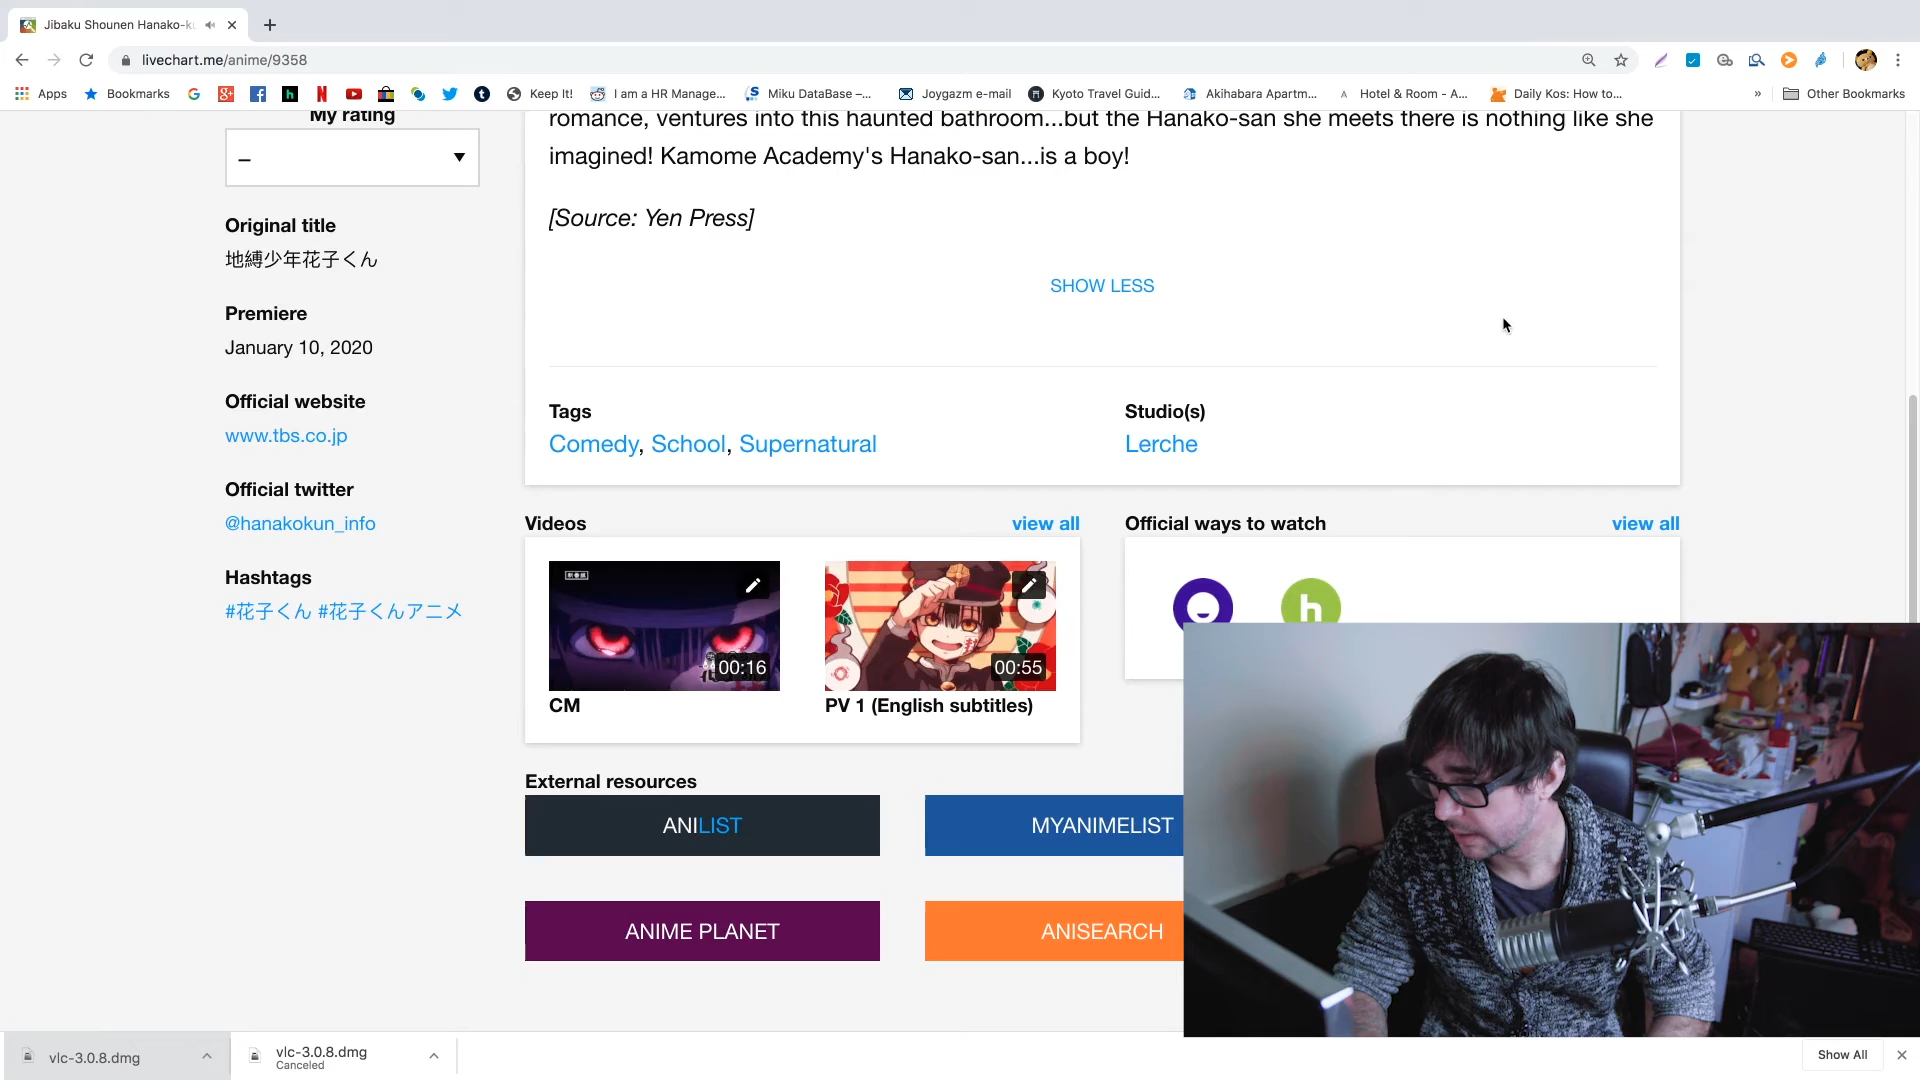 Jibaku Shounen Hanako-ku
livechart.me/anime/9358
Apps
Bookmarks
Keep It!
I am a HR Manage...
Miku DataBase –...
Joygazm e-mail
Kyoto Travel Guid...
Akihabara Apartm...
Hotel & Room - A...
Daily Kos: How to...
»
Other Bookmarks
My rating
–
Original title
地縛少年花子くん
Premiere
January 10, 2020
Official website
www.tbs.co.jp
Official twitter
@hanakokun_info
Hashtags
#花子くん #花子くんアニメ
romance, ventures into this haunted bathroom...but the Hanako-san she meets there is nothing like she
imagined! Kamome Academy's Hanako-san...is a boy!
[Source: Yen Press]
SHOW LESS
Tags
Comedy, School, Supernatural
Studio(s)
Lerche
Videos
view all
00:16
CM
00:55
PV 1 (English subtitles)
Official ways to watch
view all
h
External resources
ANILIST
MYANIMELIST
ANIME PLANET
ANISEARCH
vlc-3.0.8.dmg
vlc-3.0.8.dmg
Canceled
Show All